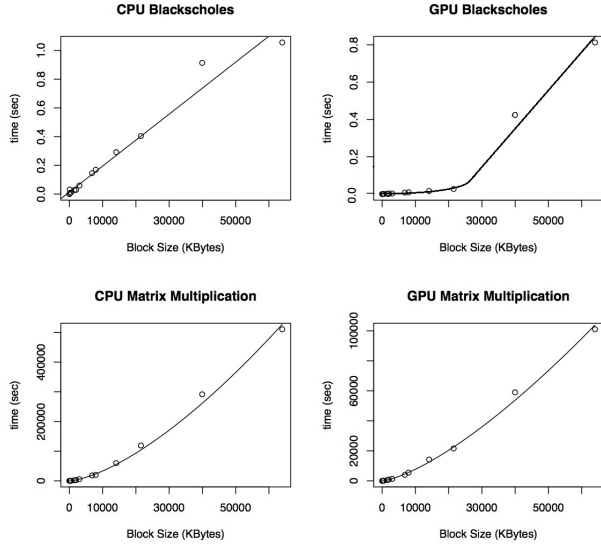 CPU Blackscholes
time (sec)
0.0 0.2 0.4 0.6 0.8 1.0
0 10000 30000 50000
Block Size (KBytes)
GPU Blackscholes
time (sec)
0.0 0.2 0.4 0.6 0.8
0 10000 30000 50000
Block Size (KBytes)
CPU Matrix Multiplication
time (sec)
0 200000 400000
0 10000 30000 50000
Block Size (KBytes)
GPU Matrix Multiplication
time (sec)
0 20000 60000 100000
0 10000 30000 50000
Block Size (KBytes)